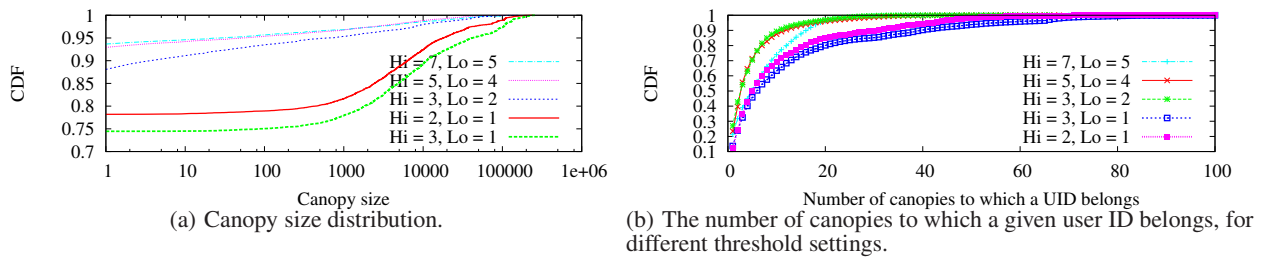 1
0.95
0.9
0.85
0.8
0.75
0.7
CDF
Hi = 7, Lo = 5
Hi = 5, Lo = 4
Hi = 3, Lo = 2
Hi = 2, Lo = 1
Hi = 3, Lo = 1
1 10 100 1000 10000 100000 1e+06
Canopy size
(a) Canopy size distribution.
1
0.9
0.8
0.7
0.6
0.5
0.4
0.3
0.2
0.1
CDF
Hi = 7, Lo = 5
Hi = 5, Lo = 4
Hi = 3, Lo = 2
Hi = 3, Lo = 1
Hi = 2, Lo = 1
0 20 40 60 80 100
Number of canopies to which a UID belongs
(b) The number of canopies to which a given user ID belongs, for
different threshold settings.